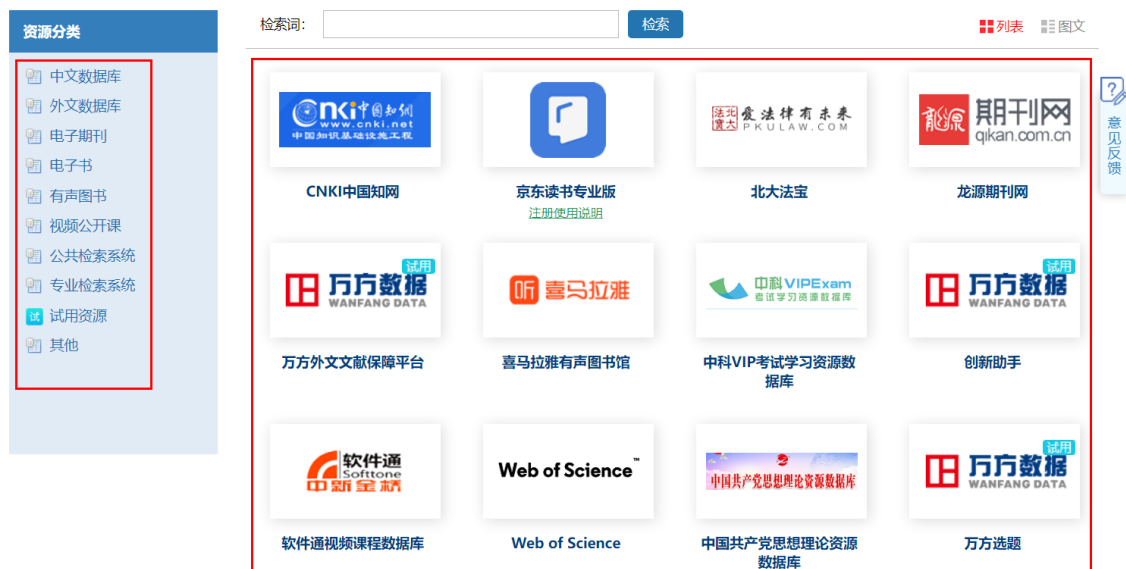 资源分类
中文数据库
外文数据库
电子期刊
电子书
有声图书
视频公开课
公共检索系统
专业检索系统
试 试用资源
其他
检索词:
检索
列表
图文
? 意见反馈
CNKI中国知网
www.cnki.net
中国知识基础设施工程
CNKI中国知网
京东读书专业版
注册使用说明
法北宝大
爱法律有未来
PKULAW.COM
北大法宝
龙源
期刊网
qikan.com.cn
龙源期刊网
试用
万方数据
WANFANG DATA
万方外文文献保障平台
听 喜马拉雅
喜马拉雅有声图书馆
中科VIPExam
考试学习资源数据库
中科VIP考试学习资源数
据库
试用
万方数据
WANFANG DATA
创新助手
软件通
Softtone
中新金桥
软件通视频课程数据库
Web of Science™
Web of Science
中国共产党思想理论资源数据库
中国共产党思想理论资源
数据库
试用
万方数据
WANFANG DATA
万方选题